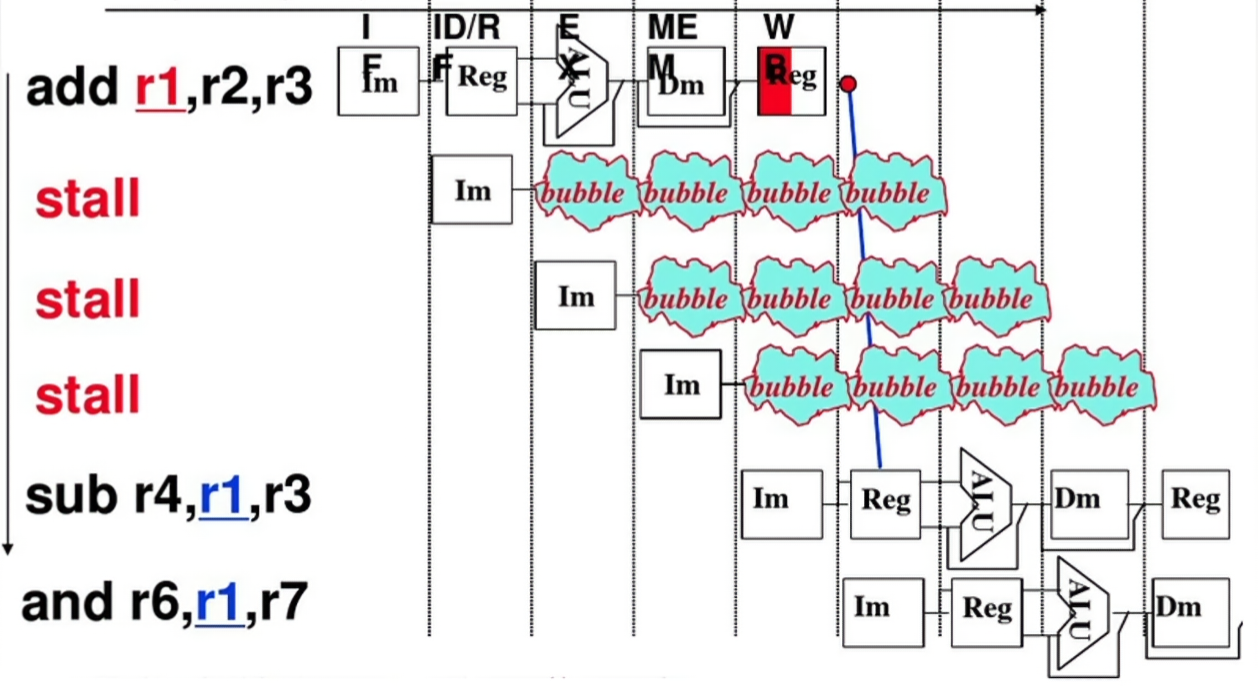 IF ID/RF EX MEM WB
add r1,r2,r3 Im Reg ALU Dm Reg
stall Im bubble bubble bubble bubble
stall Im bubble bubble bubble bubble
stall Im bubble bubble bubble bubble
sub r4,r1,r3 Im Reg ALU Dm Reg
and r6,r1,r7 Im Reg ALU Dm